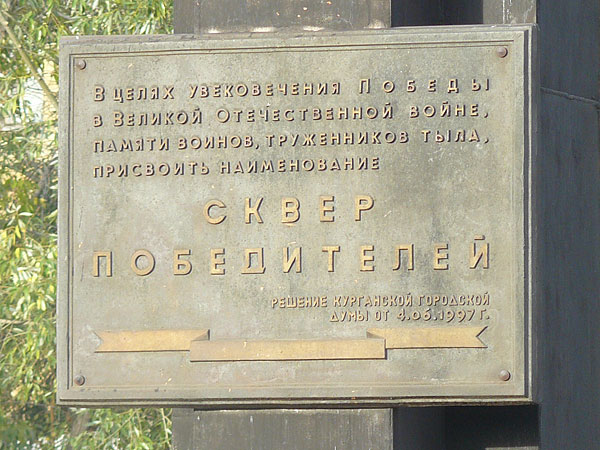 В целях увековечения Победы
в Великой Отечественной войне,
памяти воинов, тружеников тыла,
присвоить наименование
СКВЕР
ПОБЕДИТЕЛЕЙ
РЕШЕНИЕ КУРГАНСКОЙ ГОРОДСКОЙ
ДУМЫ ОТ 4.06.1997 Г.